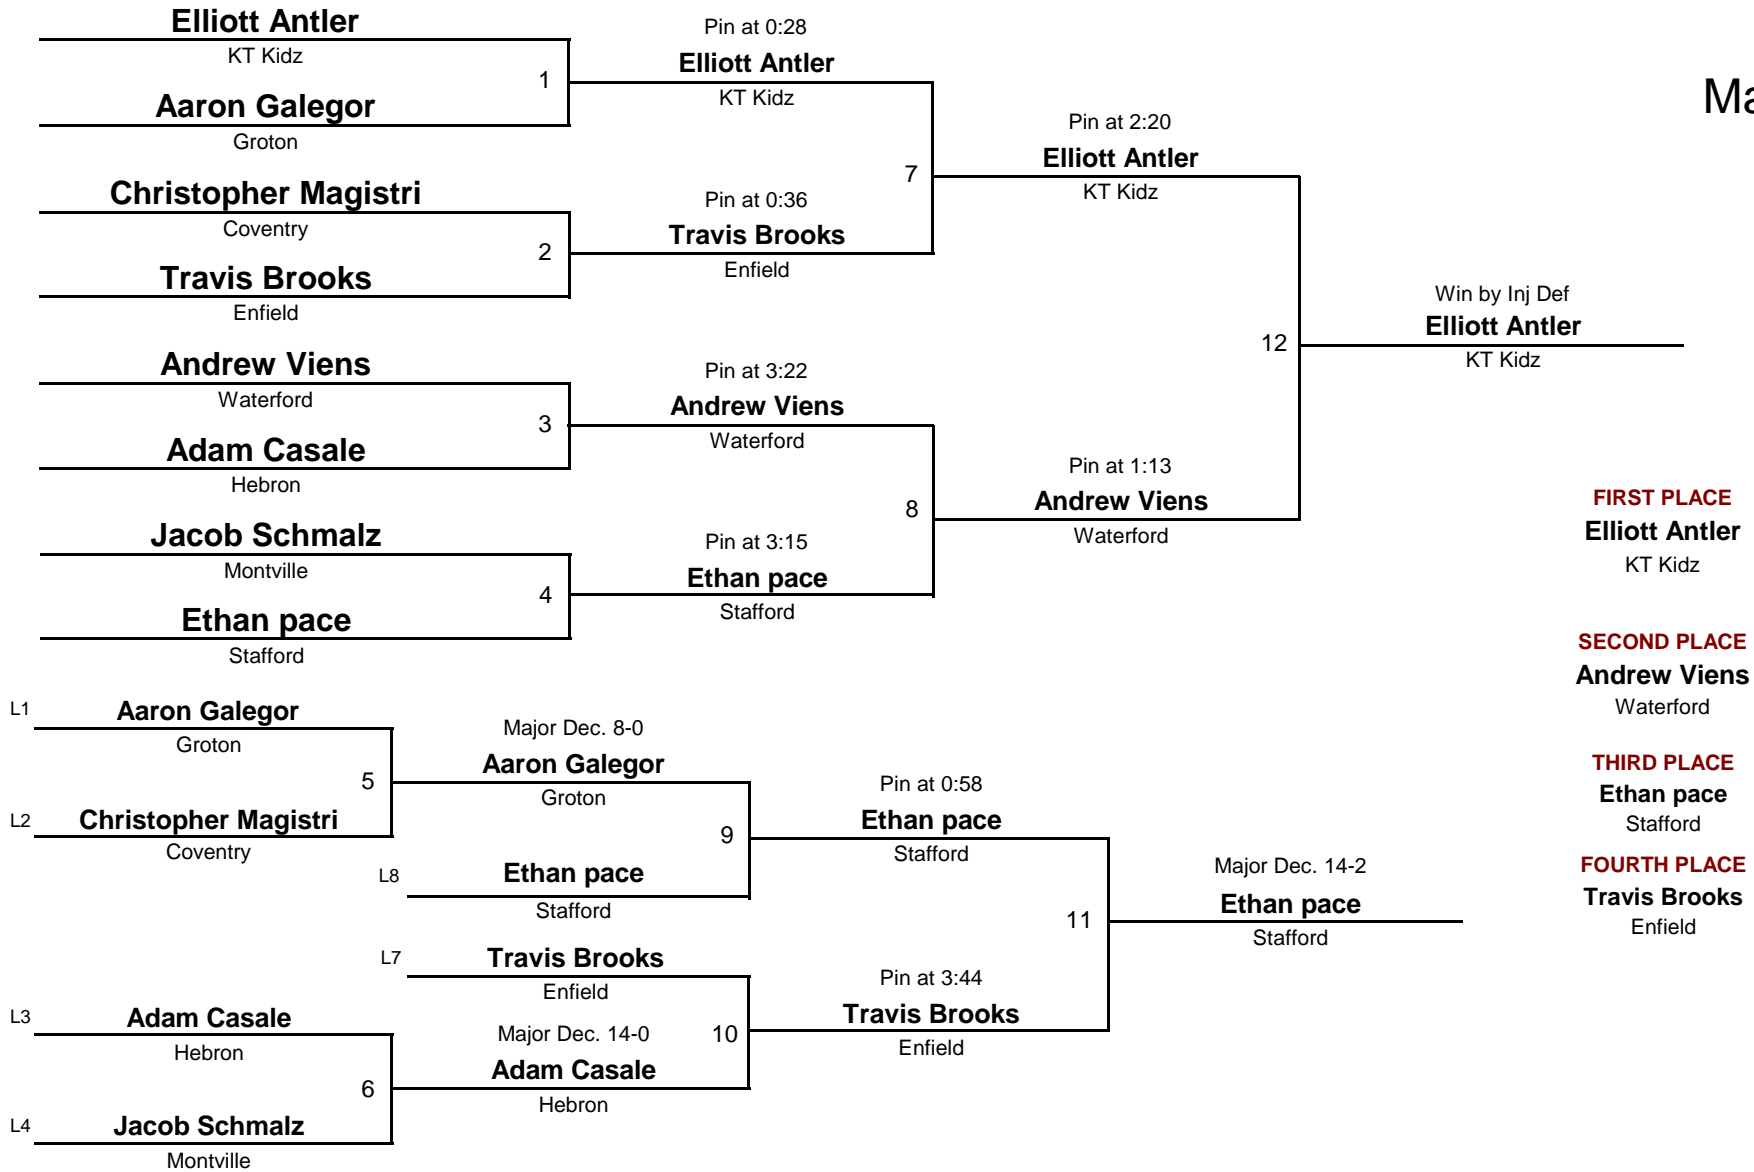 Elliott Antler
KT Kidz
1
Aaron Galegor
Groton
Christopher Magistri
Coventry
2
Travis Brooks
Enfield
Andrew Viens
Waterford
3
Adam Casale
Hebron
Jacob Schmalz
Montville
4
Ethan pace
Stafford
Pin at 0:28
Elliott Antler
KT Kidz
7
Pin at 0:36
Travis Brooks
Enfield
Pin at 3:22
Andrew Viens
Waterford
8
Pin at 3:15
Ethan pace
Stafford
Pin at 2:20
Elliott Antler
KT Kidz
12
Pin at 1:13
Andrew Viens
Waterford
Win by Inj Def
Elliott Antler
KT Kidz
Ma
FIRST PLACE
Elliott Antler
KT Kidz
SECOND PLACE
Andrew Viens
Waterford
THIRD PLACE
Ethan pace
Stafford
FOURTH PLACE
Travis Brooks
Enfield
L1 Aaron Galegor
Groton
5
L2 Christopher Magistri
Coventry
L3 Adam Casale
Hebron
6
L4 Jacob Schmalz
Montville
Major Dec. 8-0
Aaron Galegor
Groton
9
L8 Ethan pace
Stafford
L7 Travis Brooks
Enfield
Major Dec. 14-0 10
Adam Casale
Hebron
Pin at 0:58
Ethan pace
Stafford
11
Pin at 3:44
Travis Brooks
Enfield
Major Dec. 14-2
Ethan pace
Stafford